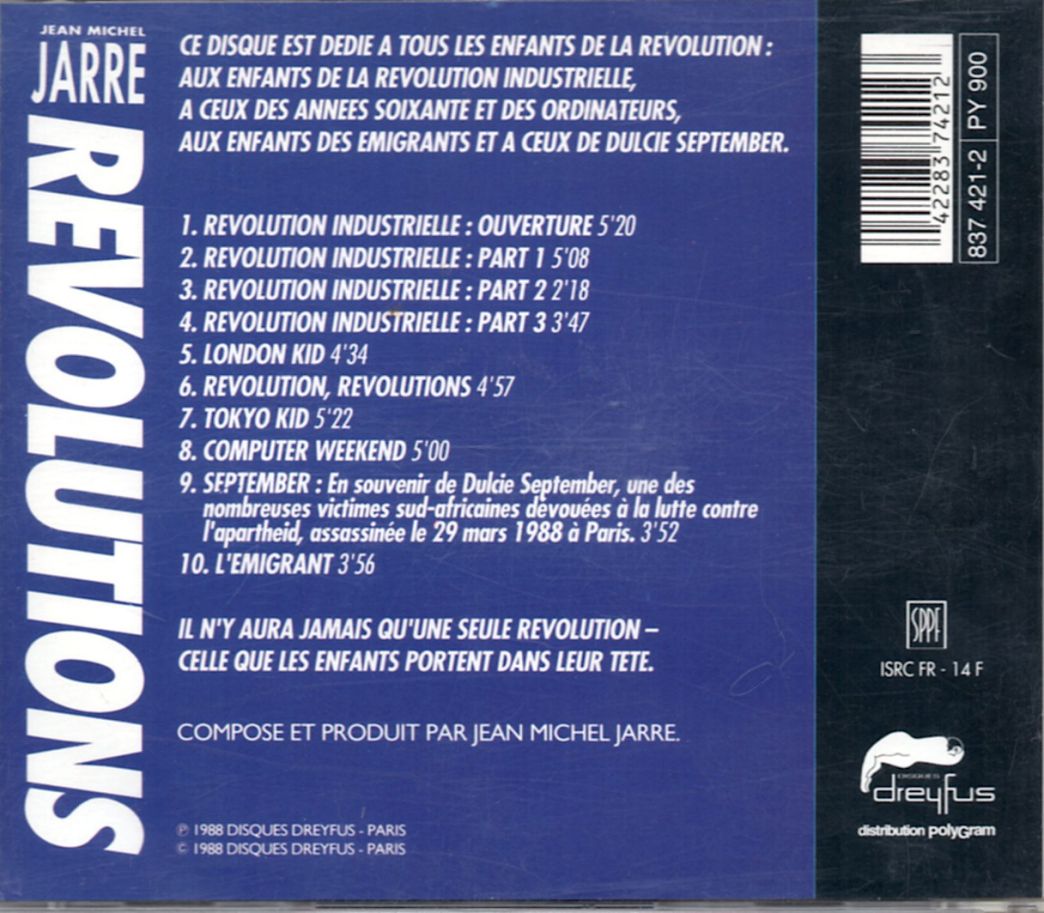 JEAN MICHEL
JARRE
REVOLUTIONS
CE DISQUE EST DEDIE A TOUS LES ENFANTS DE LA REVOLUTION :
AUX ENFANTS DE LA REVOLUTION INDUSTRIELLE,
A CEUX DES ANNEES SOIXANTE ET DES ORDINATEURS,
AUX ENFANTS DES EMIGRANTS ET A CEUX DE DULCIE SEPTEMBER.
1. REVOLUTION INDUSTRIELLE : OUVERTURE 5'20
2. REVOLUTION INDUSTRIELLE : PART 1 5'08
3. REVOLUTION INDUSTRIELLE : PART 2 2'18
4. REVOLUTION INDUSTRIELLE : PART 3 3'47
5. LONDON KID 4'34
6. REVOLUTION, REVOLUTIONS 4'57
7. TOKYO KID 5'22
8. COMPUTER WEEKEND 5'00
9. SEPTEMBER : En souvenir de Dulcie September, une des
nombreuses victimes sud-africaines dévouées à la lutte contre
l'apartheid, assassinée le 29 mars 1988 à Paris. 3'52
10. L'EMIGRANT 3'56
IL N'Y AURA JAMAIS QU'UNE SEULE REVOLUTION –
CELLE QUE LES ENFANTS PORTENT DANS LEUR TETE.
COMPOSE ET PRODUIT PAR JEAN MICHEL JARRE.
℗ 1988 DISQUES DREYFUS - PARIS
© 1988 DISQUES DREYFUS - PARIS
42283 74212
837 421-2 PY 900
SPPF
ISRC FR - 14 F
DISQUES
dreyfus
distribution polyGram